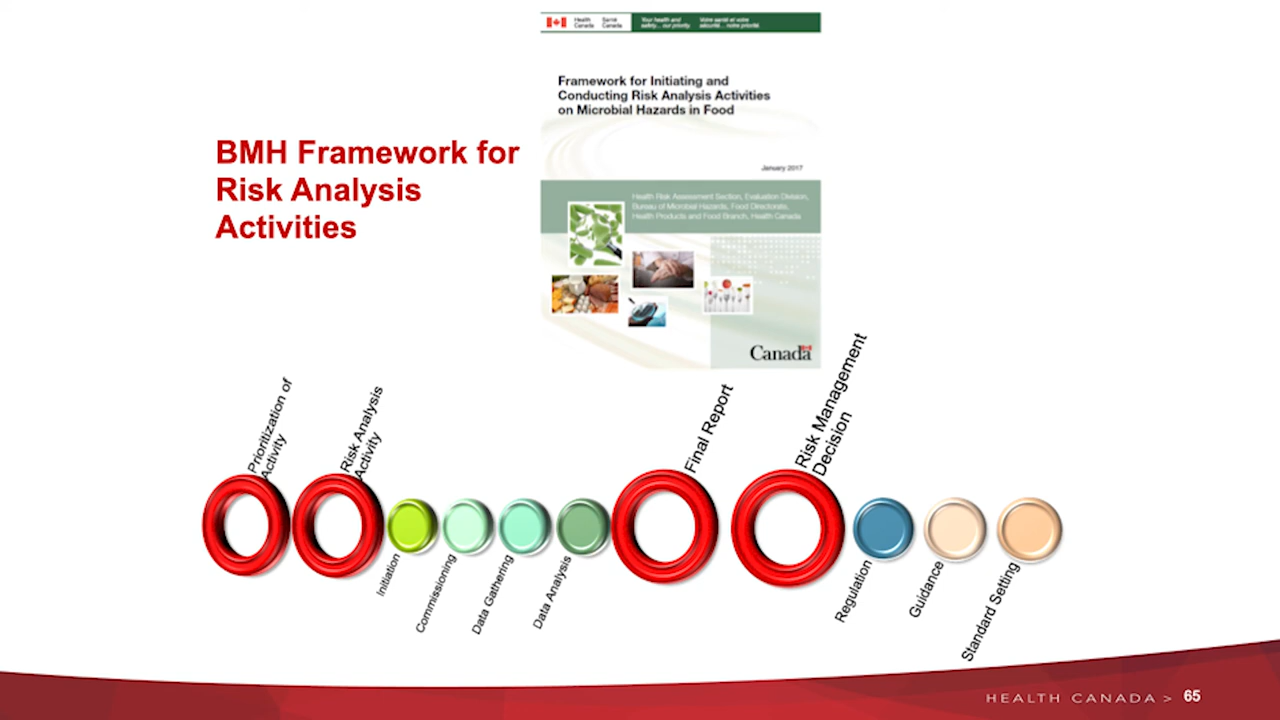 Health
Canada
Santé
Canada
Your health and
safety... our priority.
Votre santé et votre
sécurité... notre priorité.
Framework for Initiating and
Conducting Risk Analysis Activities
on Microbial Hazards in Food
January 2017
Health Risk Assessment Section, Evaluation Division,
Bureau of Microbial Hazards, Food Directorate,
Health Products and Food Branch, Health Canada
Canada
BMH Framework for
Risk Analysis
Activities
Prioritization of
Activity
Risk Analysis
Activity
Initiation
Commissioning
Data Gathering
Data Analysis
Final Report
Risk Management
Decision
Regulation
Guidance
Standard Setting
HEALTH CANADA > 65